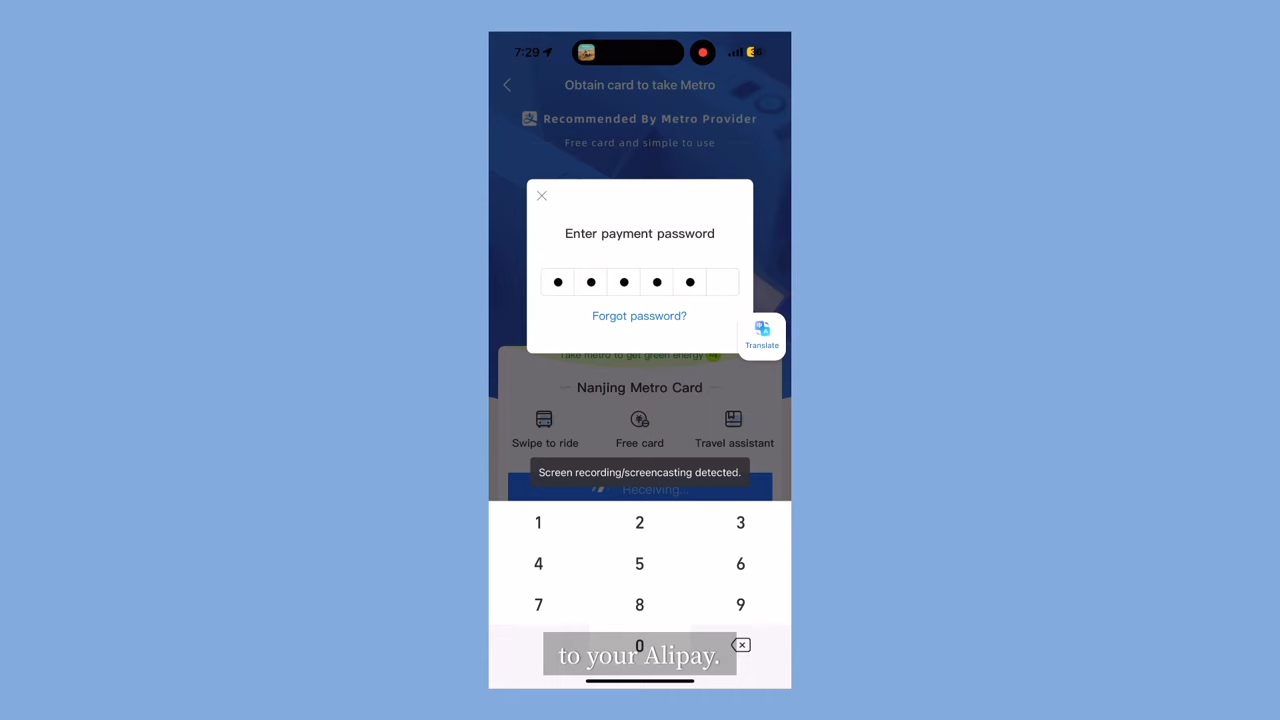 7:29
36
Obtain card to take Metro
Recommended By Metro Provider
Free card and simple to use
Enter payment password
Forgot password?
Translate
Take metro to get green energy
Nanjing Metro Card
Swipe to ride
Free card
Travel assistant
Screen recording/screencasting detected.
Receiving...
1 2 3
4 5 6
7 8 9
0
to your Alipay.